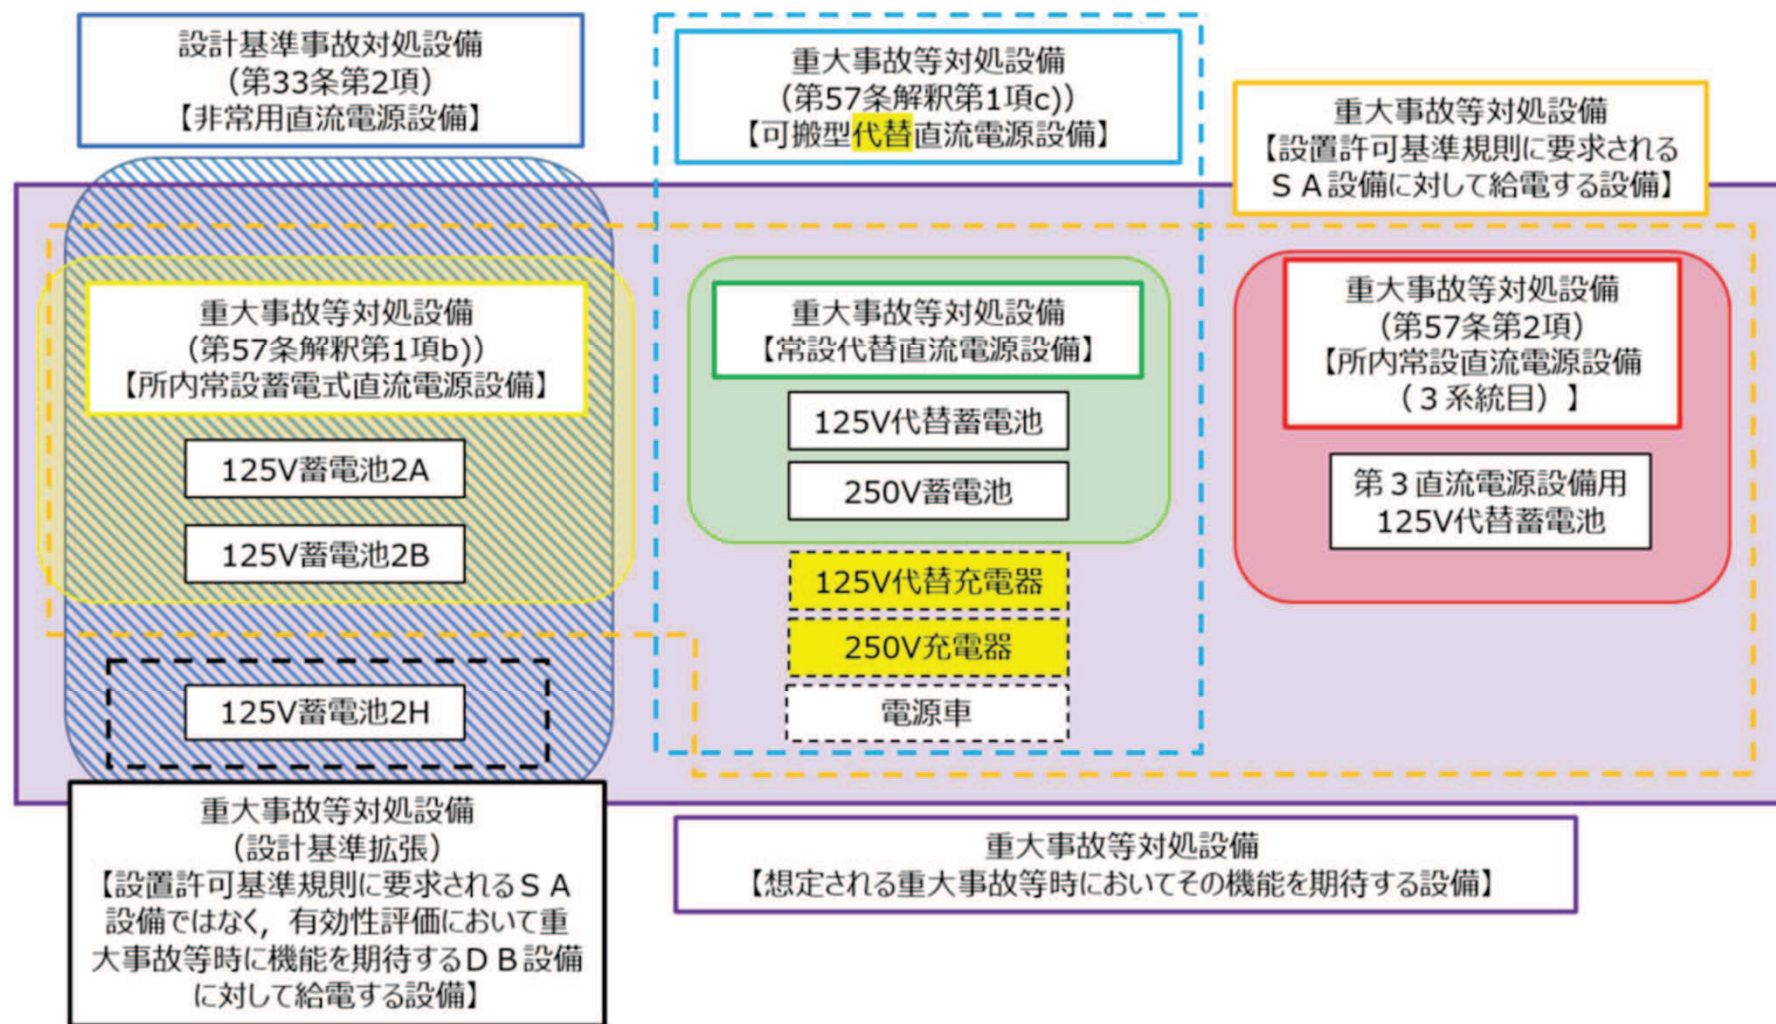 設計基準事故対処設備
（第33条第2項）
【非常用直流電源設備】
重大事故等対処設備
（第57条解釈第1項c)）
【可搬型代替直流電源設備】
重大事故等対処設備
【設置許可基準規則に要求される
ＳＡ設備に対して給電する設備】
重大事故等対処設備
（第57条解釈第1項b)）
【所内常設蓄電式直流電源設備】
125V蓄電池2A
125V蓄電池2B
125V蓄電池2H
重大事故等対処設備
【常設代替直流電源設備】
125V代替蓄電池
250V蓄電池
125V代替充電器
250V充電器
電源車
重大事故等対処設備
（第57条第2項）
【所内常設直流電源設備
（３系統目）】
第３直流電源設備用
125V代替蓄電池
重大事故等対処設備
（設計基準拡張）
【設置許可基準規則に要求されるＳＡ
設備ではなく，有効性評価において重
大事故等時に機能を期待するＤＢ設備
に対して給電する設備】
重大事故等対処設備
【想定される重大事故等時においてその機能を期待する設備】